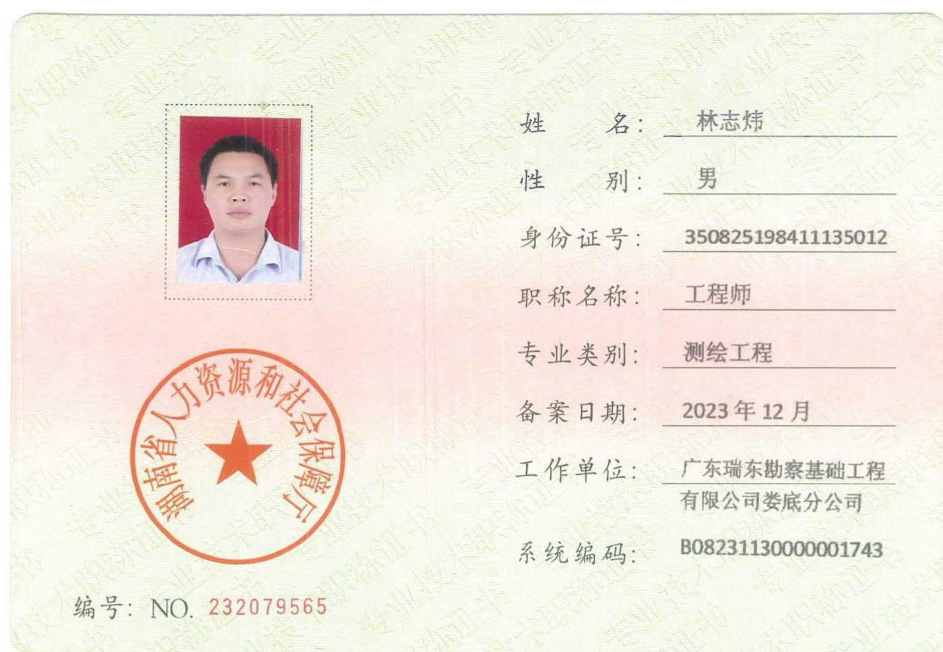 姓名：林志炜
性别：男
身份证号：350825198411135012
职称名称：工程师
专业类别：测绘工程
备案日期：2023年12月
工作单位：广东瑞东勘察基础工程
有限公司娄底分公司
系统编码：B08231130000001743
湖南省人力资源和社会保障厅
编号：NO. 232079565